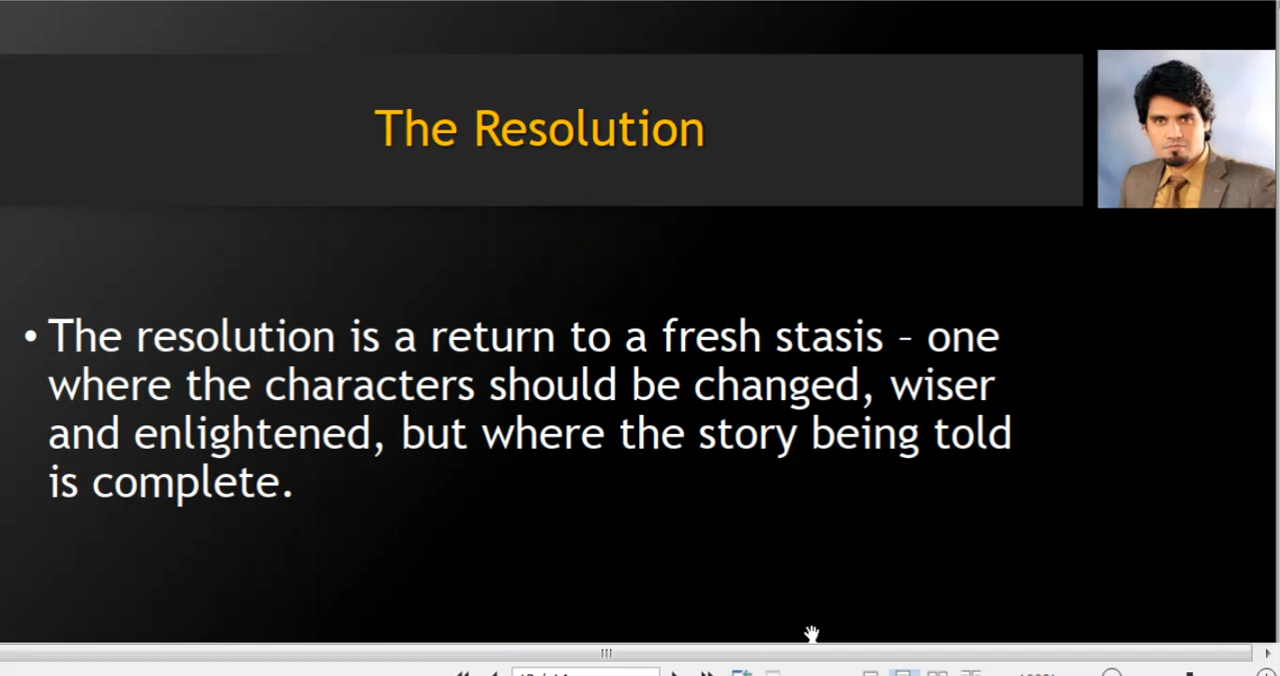 The Resolution
• The resolution is a return to a fresh stasis – one
where the characters should be changed, wiser
and enlightened, but where the story being told
is complete.